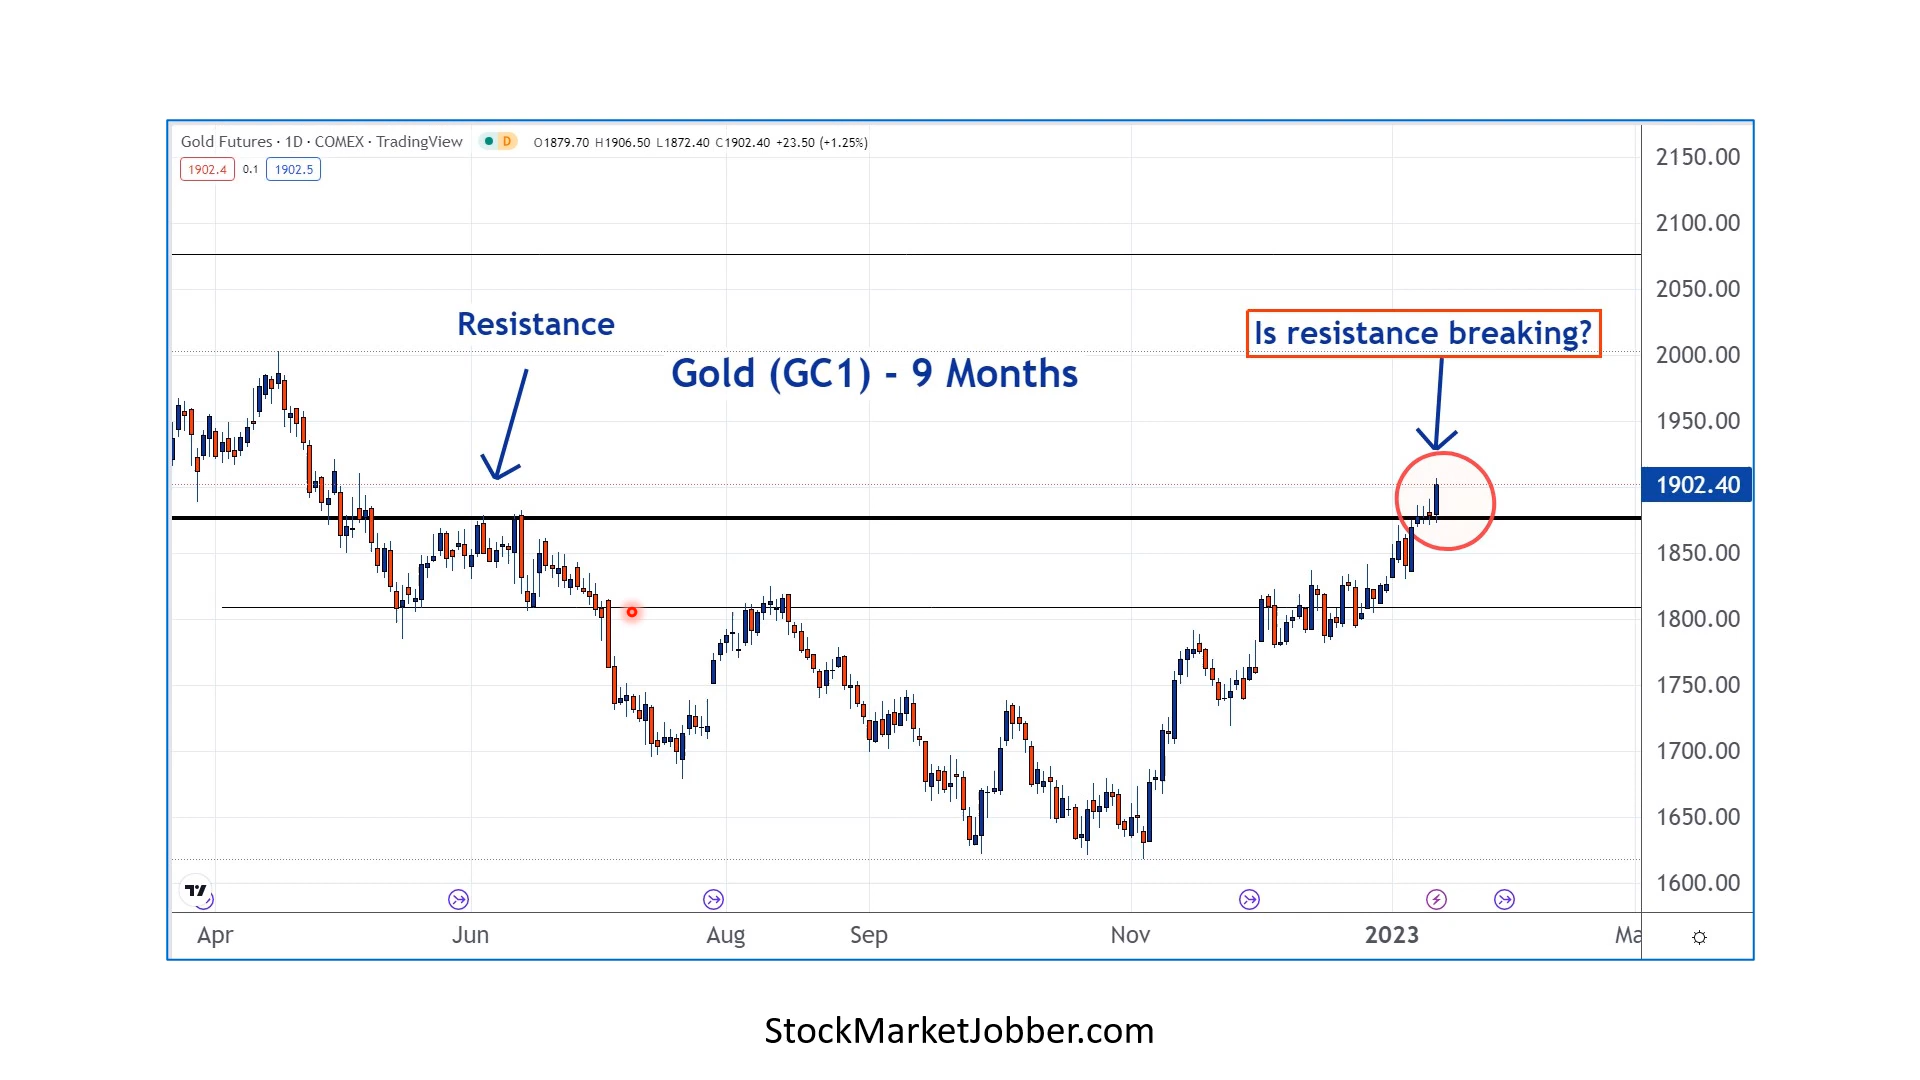 Gold Futures · 1D · COMEX · TradingView D O1879.70 H1906.50 L1872.40 C1902.40 +23.50 (+1.25%)
1902.4 0.1 1902.5
2150.00
2100.00
2050.00
Resistance
Is resistance breaking?
2000.00
Gold (GC1) - 9 Months
1950.00
1902.40
1850.00
1800.00
1750.00
1700.00
1650.00
1600.00
Apr Jun Aug Sep Nov 2023 Ma
StockMarketJobber.com